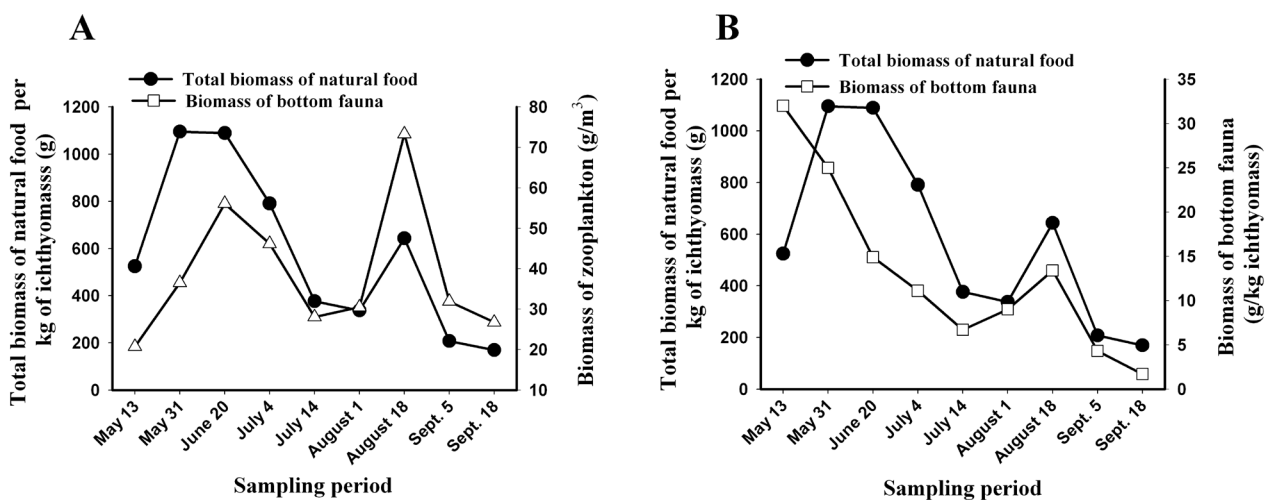 A
Total biomass of natural food
Biomass of bottom fauna
Total biomass of natural food per
kg of ichthyomasss (g)
1200
1000
800
600
400
200
0
80
70
60
50
40
30
20
10
Biomass of zooplankton (g/m³)
May 13
May 31
June 20
July 4
July 14
August 1
August 18
Sept. 5
Sept. 18
Sampling period
B
Total biomass of natural food
Biomass of bottom fauna
Total biomass of natural food per
kg of ichthyomass (g)
1200
1000
800
600
400
200
0
35
30
25
20
15
10
5
0
Biomass of bottom fauna
(g/kg ichthyomass)
May 13
May 31
June 20
July 4
July 14
August 1
August 18
Sept. 5
Sept. 18
Sampling period